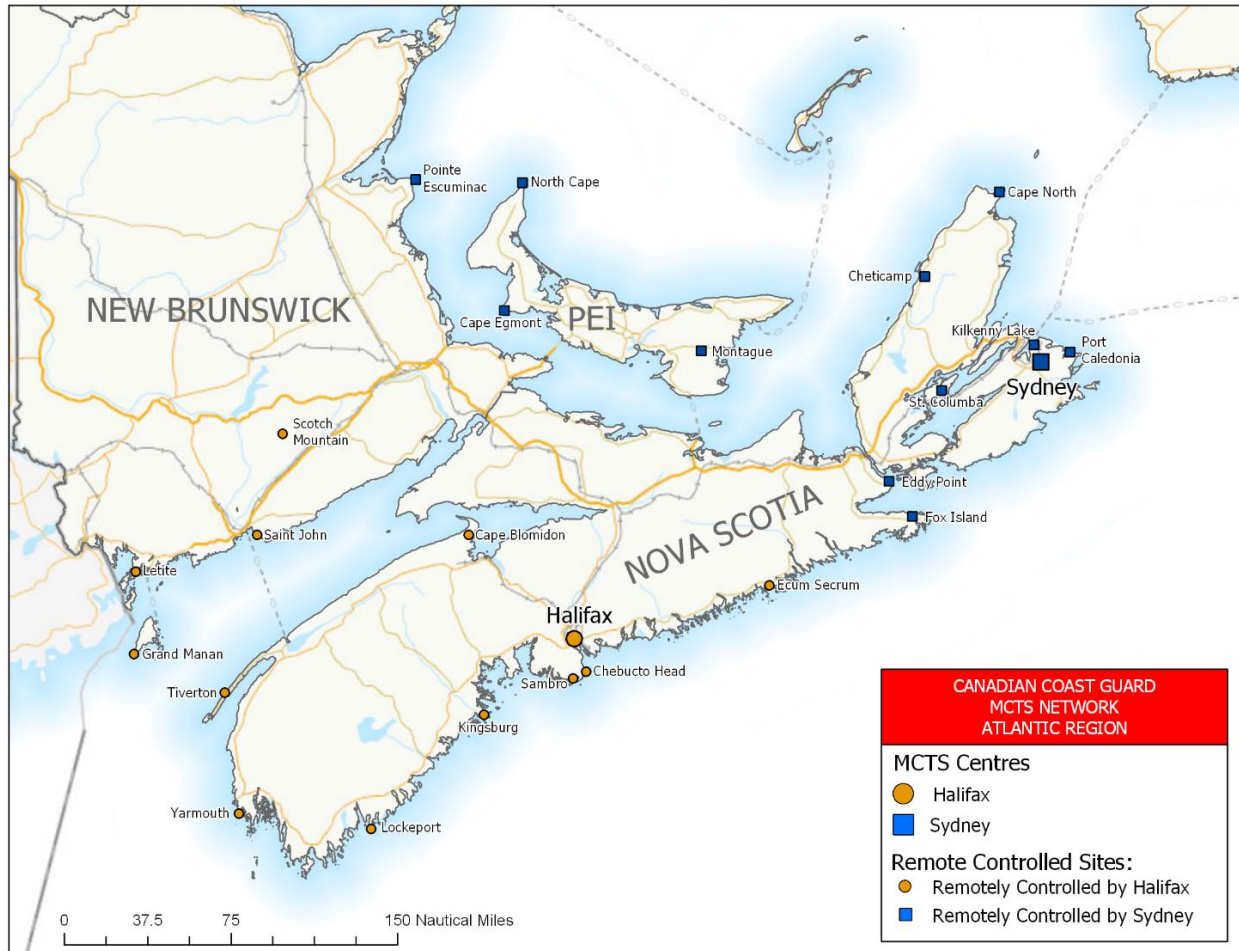 Pointe
Escuminac
North Cape
Cape North
Cheticamp
NEW BRUNSWICK
Cape Egmont
PEI
Kilkenny Lake
Port
Caledonia
Montague
Sydney
St. Columba
Scotch
Mountain
Eddy Point
Fox Island
NOVA SCOTIA
Saint John
Cape Blomidon
Letite
Ecum Secrum
Halifax
Grand Manan
Chebucto Head
Sambro
Tiverton
Kingsburg
Yarmouth
Lockeport
CANADIAN COAST GUARD
MCTS NETWORK
ATLANTIC REGION
MCTS Centres
Halifax
Sydney
Remote Controlled Sites:
Remotely Controlled by Halifax
Remotely Controlled by Sydney
0 37.5 75 150 Nautical Miles